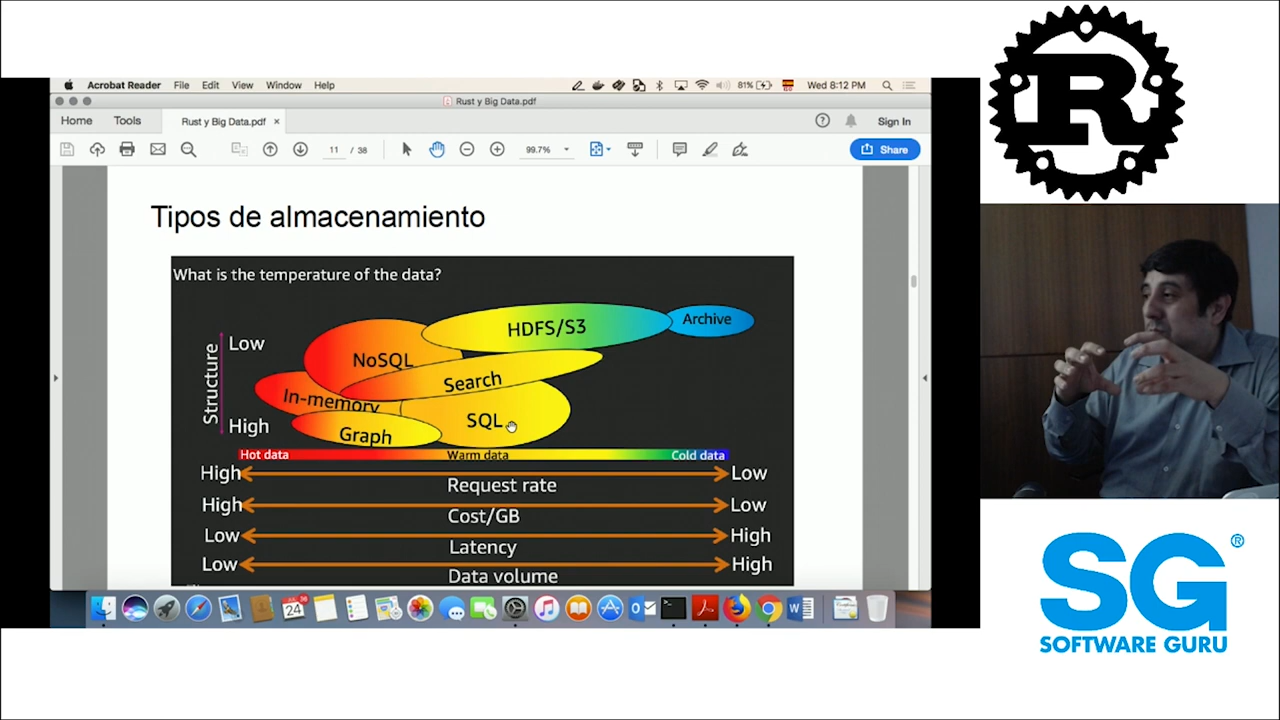 Acrobat Reader File Edit View Window Help 81% Wed 8:12 PM
Rust y Big Data.pdf
Home Tools Rust y Big Data.pdf × Sign In
11 / 38 99.7% Share
Tipos de almacenamiento
What is the temperature of the data?
HDFS/S3 Archive
Structure
Low
NoSQL
Search
In-memory
SQL
High
Graph
Hot data Warm data Cold data
High Low
Request rate
High Low
Cost/GB
Low High
Latency
Low High
Data volume
24
R
SG®
SOFTWARE GURU